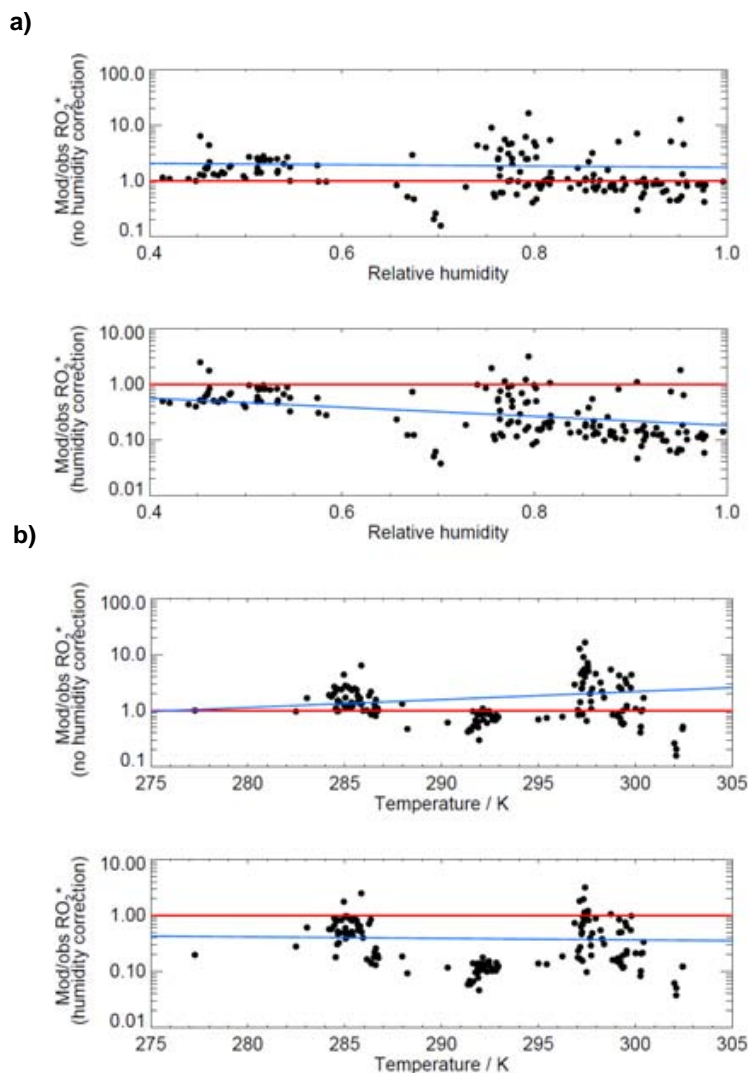 a)
Mod/obs RO2*
(no humidity correction)
100.0
10.0
1.0
0.1
0.4 0.6 0.8 1.0
Relative humidity
Mod/obs RO2*
(humidity correction)
10.00
1.00
0.10
0.01
0.4 0.6 0.8 1.0
Relative humidity
b)
Mod/obs RO2*
(no humidity correction)
100.0
10.0
1.0
0.1
275 280 285 290 295 300 305
Temperature / K
Mod/obs RO2*
(humidity correction)
10.00
1.00
0.10
0.01
275 280 285 290 295 300 305
Temperature / K